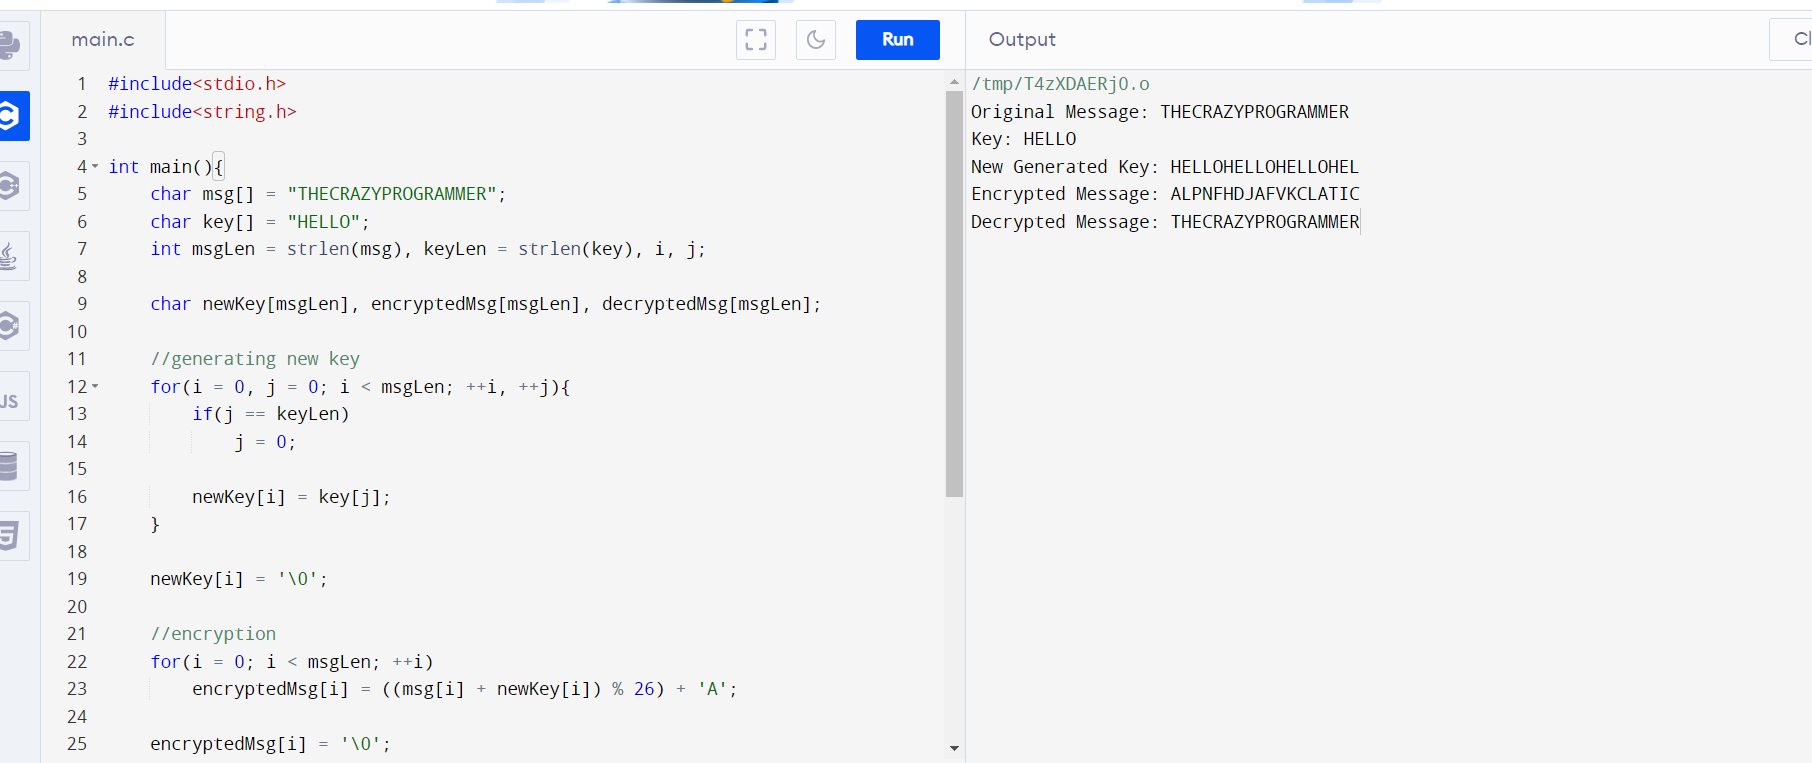 main.c
Run
1 #include<stdio.h>
2 #include<string.h>
3
4 int main(){
5 char msg[] = "THECRAZYPROGRAMMER";
6 char key[] = "HELLO";
7 int msgLen = strlen(msg), keyLen = strlen(key), i, j;
8
9 char newKey[msgLen], encryptedMsg[msgLen], decryptedMsg[msgLen];
10
11 //generating new key
12 for(i = 0, j = 0; i < msgLen; ++i, ++j){
13 if(j == keyLen)
14 j = 0;
15
16 newKey[i] = key[j];
17 }
18
19 newKey[i] = '\0';
20
21 //encryption
22 for(i = 0; i < msgLen; ++i)
23 encryptedMsg[i] = ((msg[i] + newKey[i]) % 26) + 'A';
24
25 encryptedMsg[i] = '\0';
Output
Cl
/tmp/T4zXDAERj0.o
Original Message: THECRAZYPROGRAMMER
Key: HELLO
New Generated Key: HELLOHELLOHELLOHEL
Encrypted Message: ALPNFHDJAFVKCLATIC
Decrypted Message: THECRAZYPROGRAMMER
JS